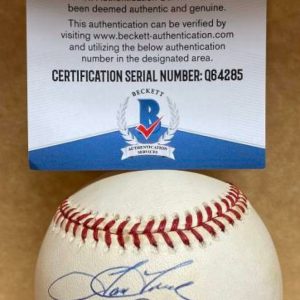 been deemed authentic and genuine.
This authentication can be verified by
visiting www.beckett-authentication.com
and utilizing the below authentication
number in the designated area.
CERTIFICATION SERIAL NUMBER: Q64285
BECKETT
B
AUTHENTICATION
SERVICES